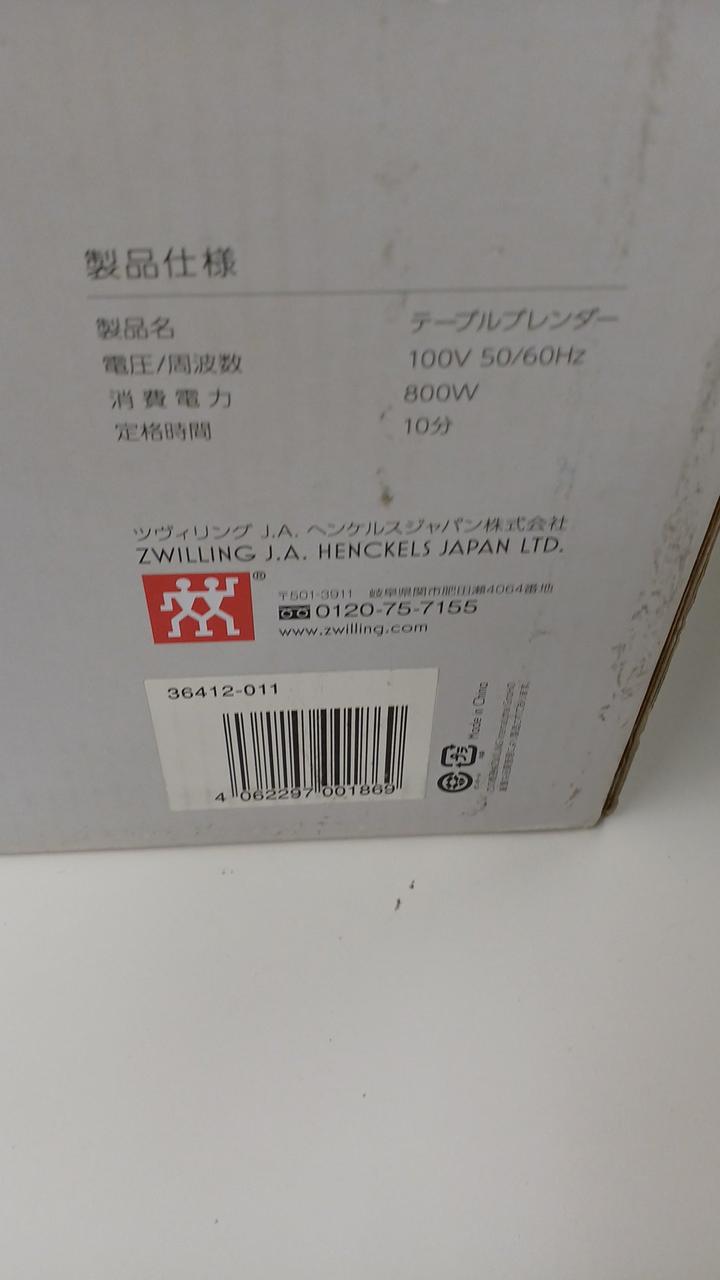 製品仕様
製品名 テーブルブレンダー
電圧/周波数 100V 50/60Hz
消費電力 800W
定格時間 10分
ツヴィリング J.A. ヘンケルスジャパン株式会社
ZWILLING J.A. HENCKELS JAPAN LTD.
®
〒501-3911 岐阜県関市肥田瀬4064番地
0120-75-7155
www.zwilling.com
36412-011
4 062297 001869
Made in China
プラ